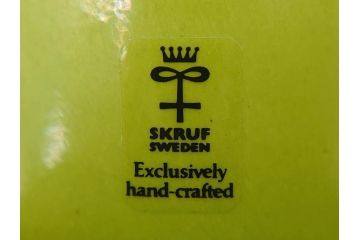 SKRUF
SWEDEN
Exclusively
hand-crafted